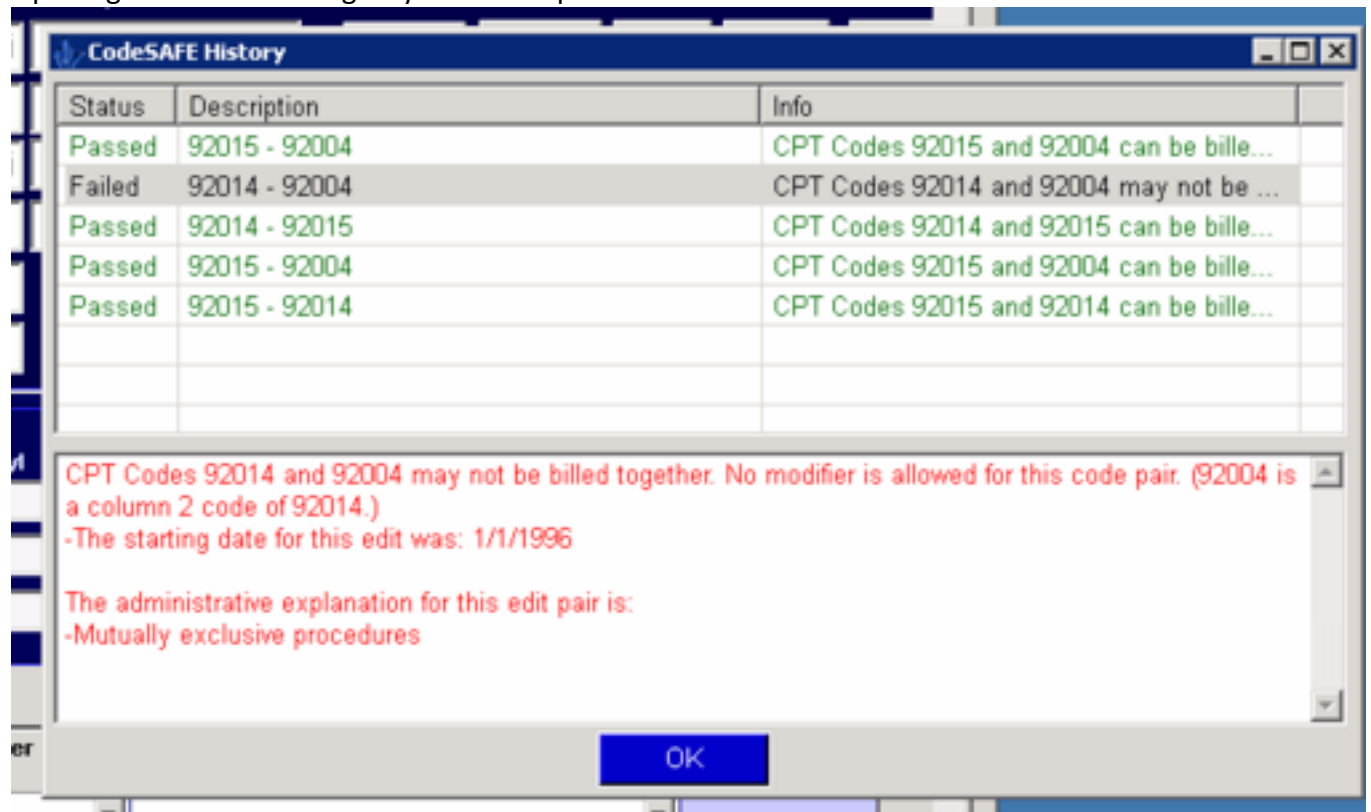 CodeSAFE History
Status Description Info
Passed 92015 - 92004 CPT Codes 92015 and 92004 can be bille...
Failed 92014 - 92004 CPT Codes 92014 and 92004 may not be ...
Passed 92014 - 92015 CPT Codes 92014 and 92015 can be bille...
Passed 92015 - 92004 CPT Codes 92015 and 92004 can be bille...
Passed 92015 - 92014 CPT Codes 92015 and 92014 can be bille...
CPT Codes 92014 and 92004 may not be billed together. No modifier is allowed for this code pair. (92004 is
a column 2 code of 92014.)
-The starting date for this edit was: 1/1/1996
The administrative explanation for this edit pair is:
-Mutually exclusive procedures
OK
er